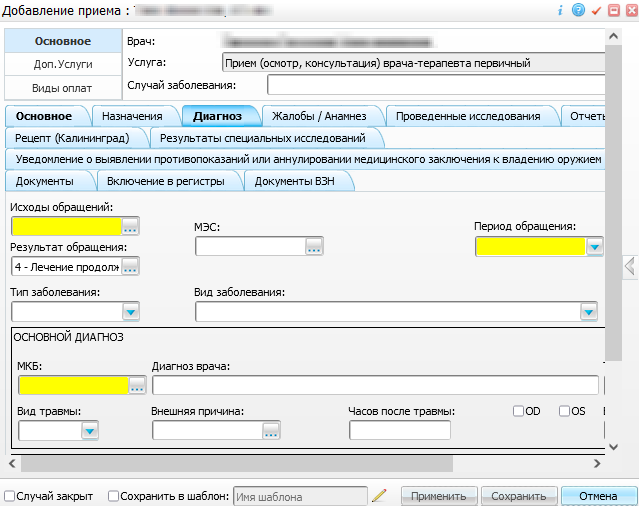 Добавление приема :
Основное
Доп.Услуги
Виды оплат
Врач:
Услуга: Прием (осмотр, консультация) врача-терапевта первичный
Случай заболевания:
Основное Назначения Диагноз Жалобы / Анамнез Проведенные исследования Отчеты
Рецепт (Калининград) Результаты специальных исследований
Уведомление о выявлении противопоказаний или аннулировании медицинского заключения к владению оружием
Документы Включение в регистры Документы ВЗН
Исходы обращений:
МЭС: Период обращения:
Результат обращения:
4 - Лечение продолж
Тип заболевания: Вид заболевания:
ОСНОВНОЙ ДИАГНОЗ
МКБ: Диагноз врача:
Вид травмы: Внешняя причина: Часов после травмы: OD OS
Случай закрыт Сохранить в шаблон: Имя шаблона Применить Сохранить Отмена